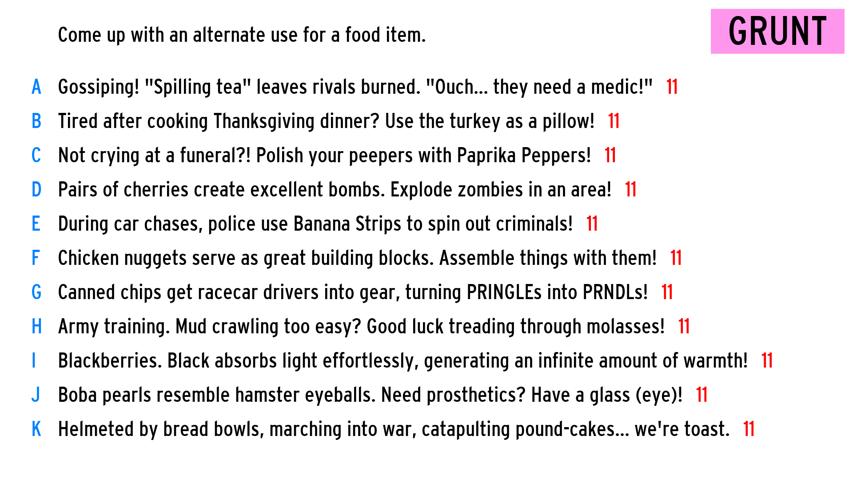 Come up with an alternate use for a food item.
GRUNT
A Gossiping! "Spilling tea" leaves rivals burned. "Ouch... they need a medic!" 11
B Tired after cooking Thanksgiving dinner? Use the turkey as a pillow! 11
C Not crying at a funeral?! Polish your peepers with Paprika Peppers! 11
D Pairs of cherries create excellent bombs. Explode zombies in an area! 11
E During car chases, police use Banana Strips to spin out criminals! 11
F Chicken nuggets serve as great building blocks. Assemble things with them! 11
G Canned chips get racecar drivers into gear, turning PRINGLEs into PRNDLs! 11
H Army training. Mud crawling too easy? Good luck treading through molasses! 11
I Blackberries. Black absorbs light effortlessly, generating an infinite amount of warmth! 11
J Boba pearls resemble hamster eyeballs. Need prosthetics? Have a glass (eye)! 11
K Helmeted by bread bowls, marching into war, catapulting pound-cakes... we're toast. 11